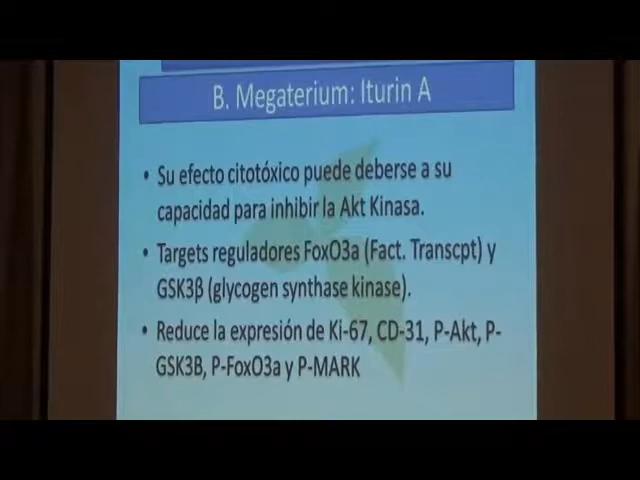 B. Megaterium: Iturin A
• Su efecto citotóxico puede deberse a su
capacidad para inhibir la Akt Kinasa.
• Targets reguladores FoxO3a (Fact. Transcpt) y
GSK3β (glycogen synthase kinase).
• Reduce la expresión de Ki-67, CD-31, P-Akt, P-
GSK3B, P-FoxO3a y P-MARK